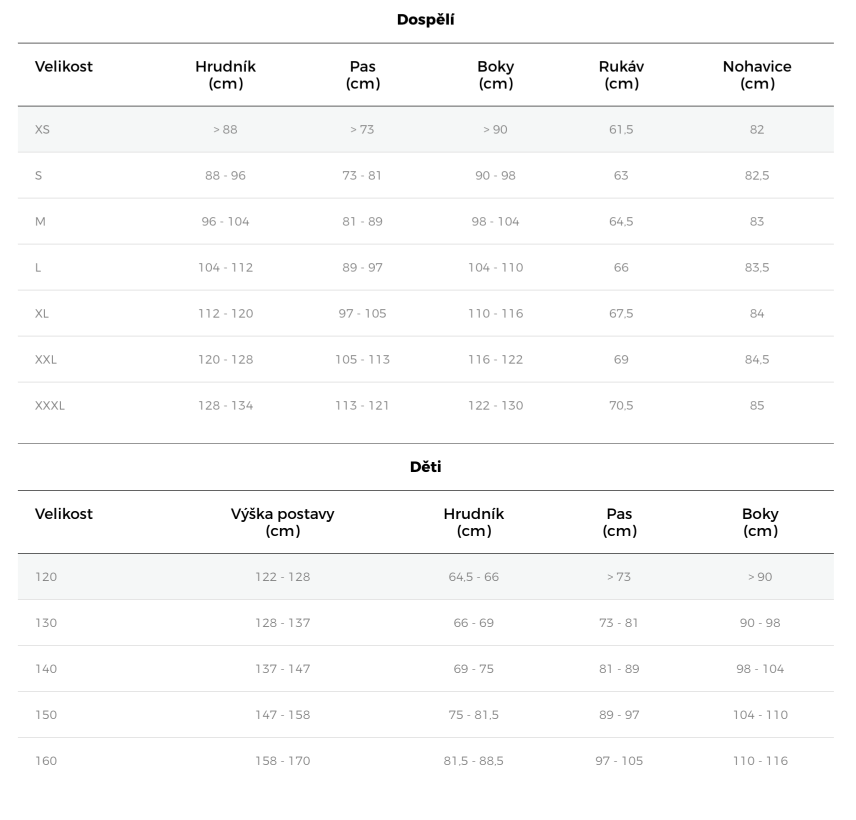 Dospělí
Velikost Hrudník (cm) Pas (cm) Boky (cm) Rukáv (cm) Nohavice (cm)
XS > 88 > 73 > 90 61,5 82
S 88 - 96 73 - 81 90 - 98 63 82,5
M 96 - 104 81 - 89 98 - 104 64,5 83
L 104 - 112 89 - 97 104 - 110 66 83,5
XL 112 - 120 97 - 105 110 - 116 67,5 84
XXL 120 - 128 105 - 113 116 - 122 69 84,5
XXXL 128 - 134 113 - 121 122 - 130 70,5 85
Děti
Velikost Výška postavy (cm) Hrudník (cm) Pas (cm) Boky (cm)
120 122 - 128 64,5 - 66 > 73 > 90
130 128 - 137 66 - 69 73 - 81 90 - 98
140 137 - 147 69 - 75 81 - 89 98 - 104
150 147 - 158 75 - 81,5 89 - 97 104 - 110
160 158 - 170 81,5 - 88,5 97 - 105 110 - 116